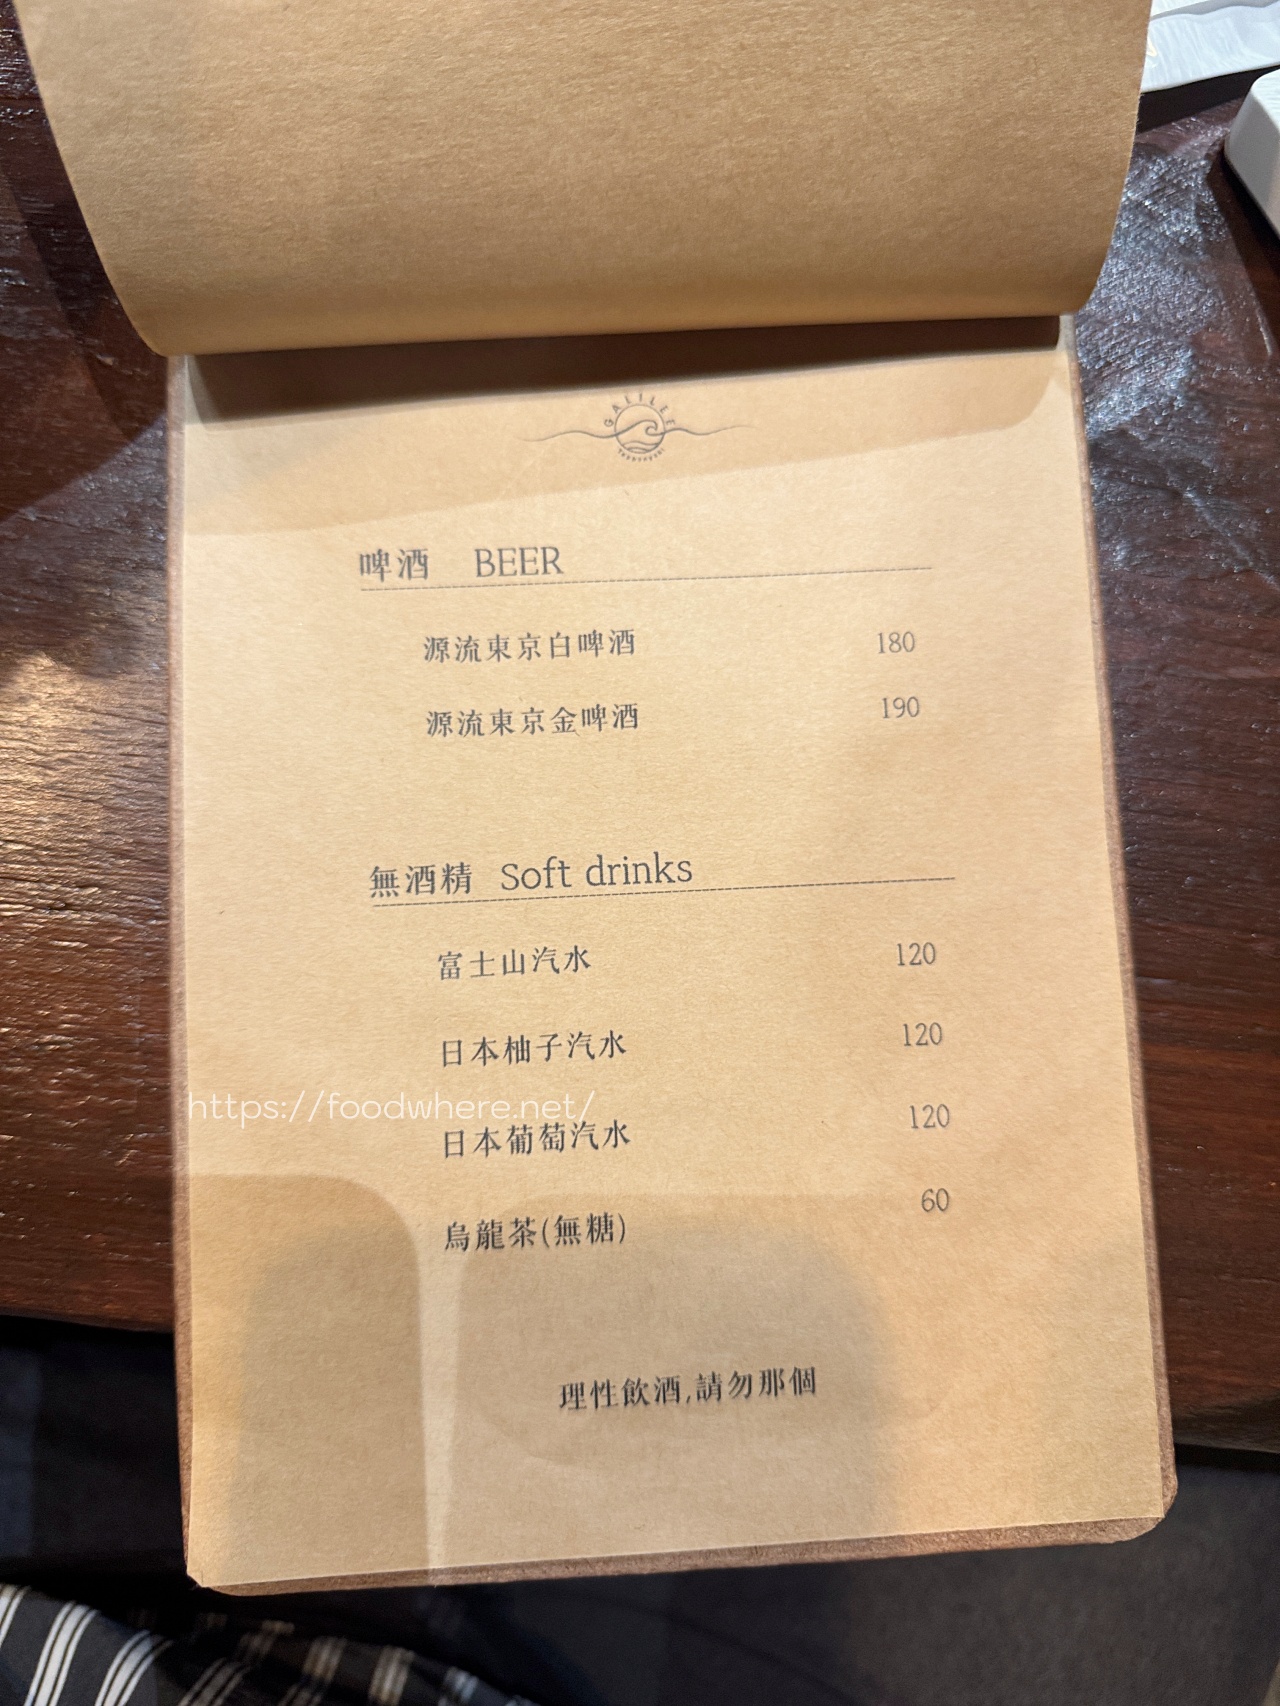 GALILEE
啤酒 BEER
源流東京白啤酒 180
源流東京金啤酒 190
無酒精 Soft drinks
富士山汽水 120
日本柚子汽水 120
https://foodwhere.net/
日本葡萄汽水 120
烏龍茶(無糖) 60
理性飲酒,請勿那個